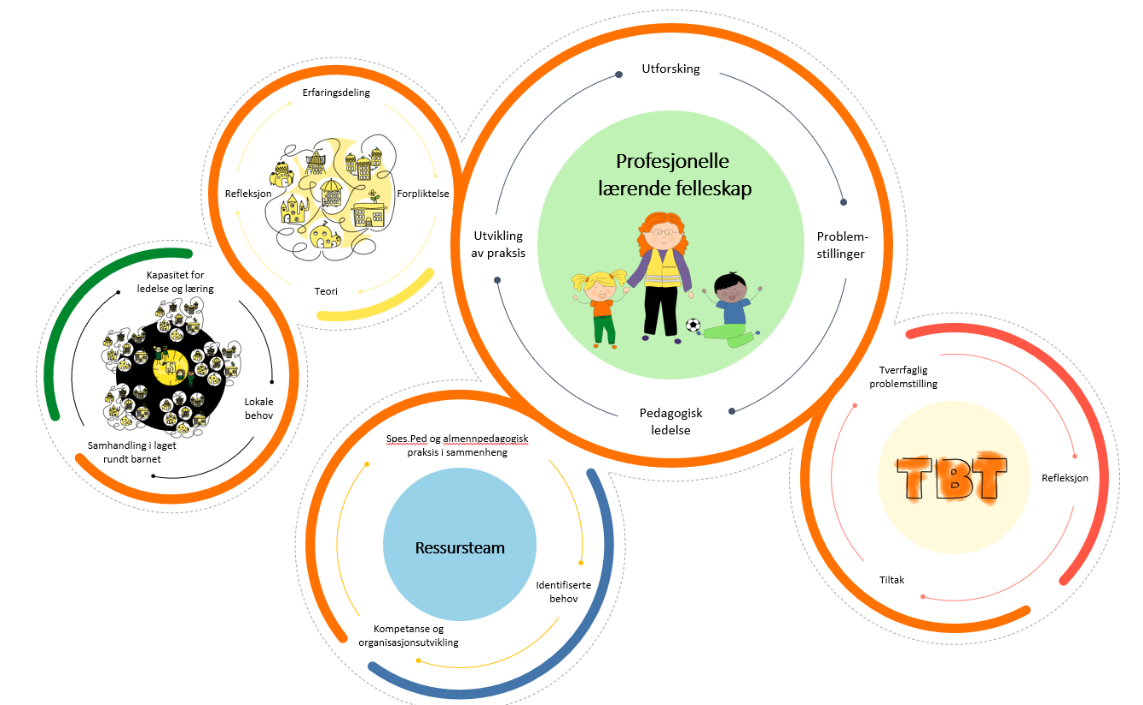 Utforsking
Profesjonelle
lærende felleskap
Problem-
stillinger
Pedagogisk
ledelse
Utvikling
av praksis
Erfaringsdeling
Forpliktelse
Teori
Refleksjon
Kapasitet for
ledelse og læring
Lokale
behov
Samhandling i laget
rundt barnet
Spes.Ped og almennpedagogisk
praksis i sammenheng
Ressursteam
Identifiserte
behov
Kompetanse og
organisasjonsutvikling
Tverrfaglig
problemstilling
TBT
Refleksjon
Tiltak